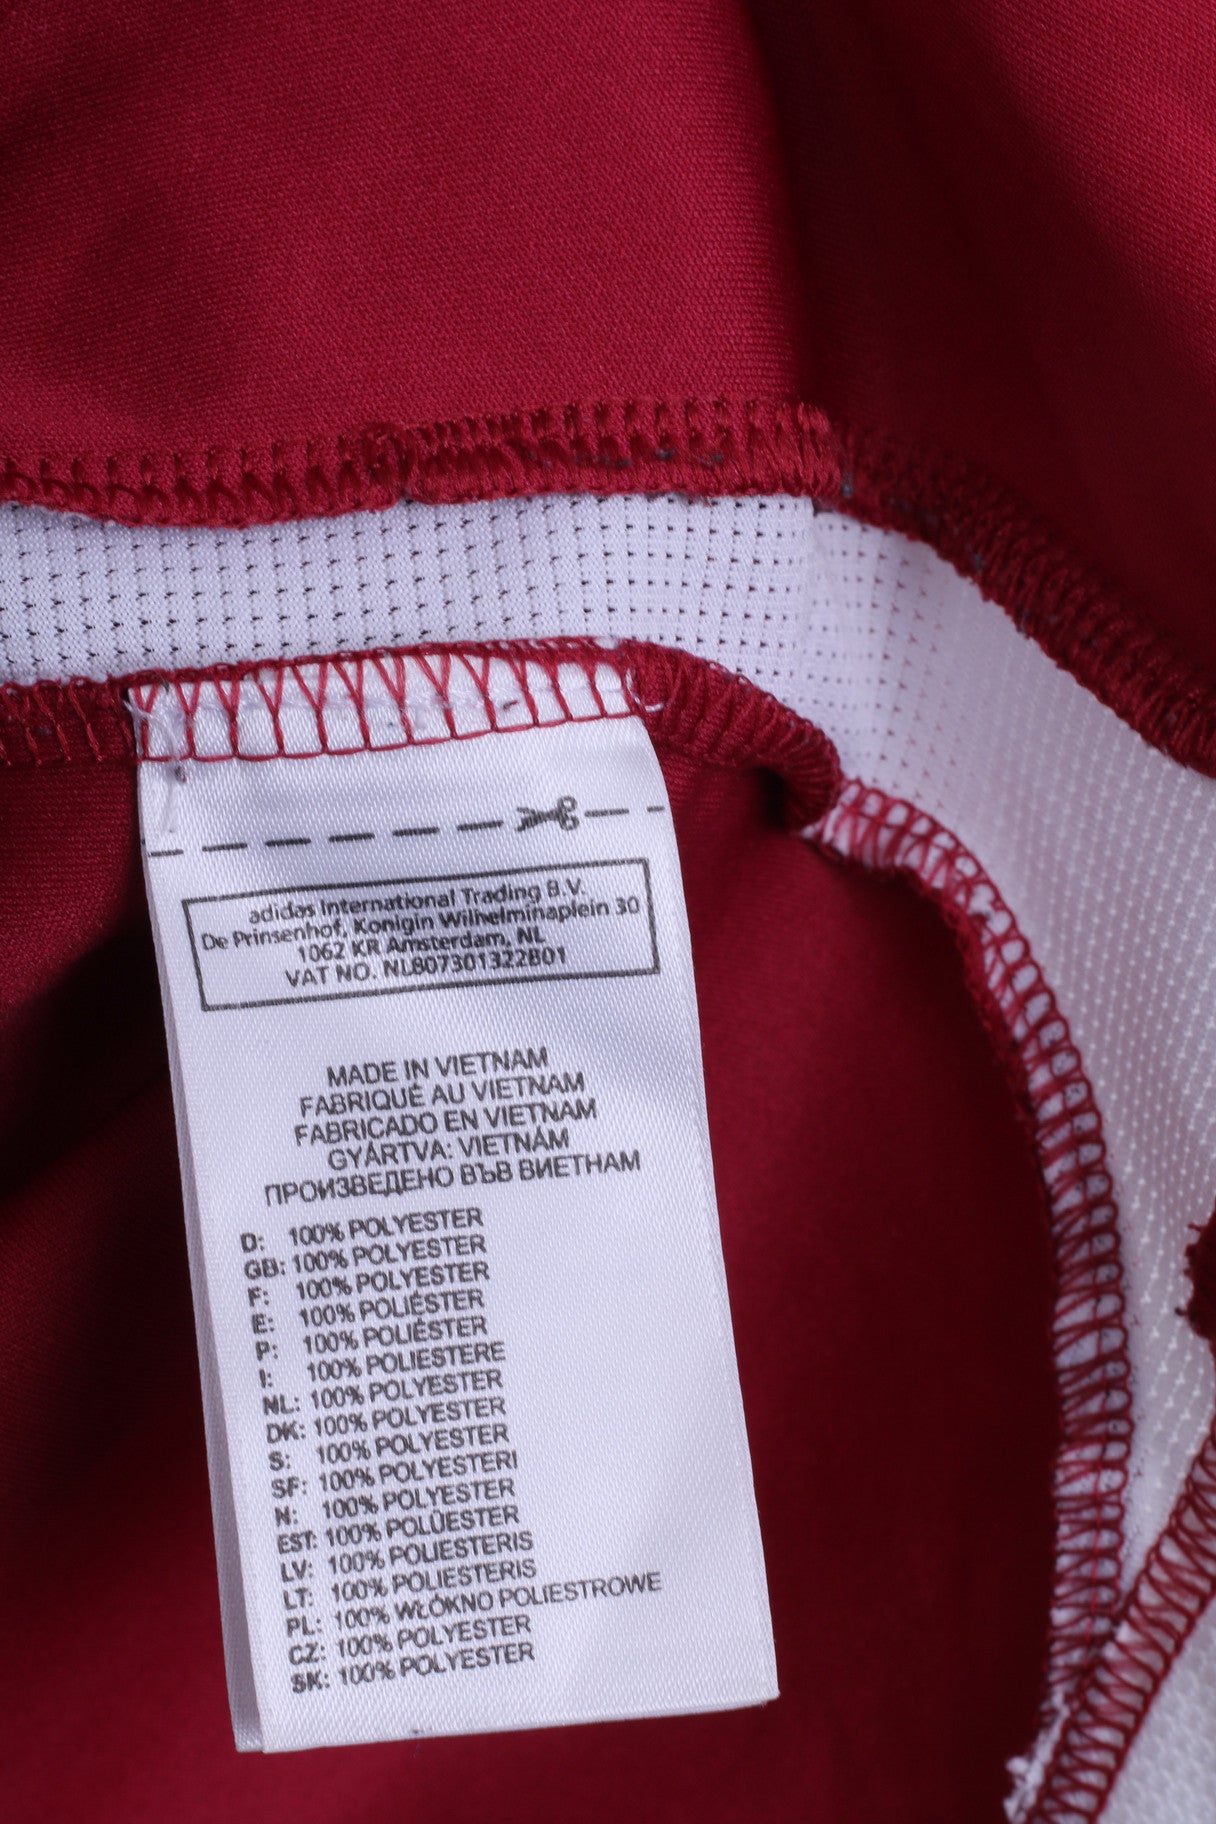 adidas International Trading B.V.
De Prinsenhof, Konigin Wilhelminaplein 30
1062 KR Amsterdam, NL
VAT NO. NL807301322B01
MADE IN VIETNAM
FABRIQUÉ AU VIETNAM
FABRICADO EN VIETNAM
GYÁRTVA: VIETNÁM
ПРОИЗВЕДЕНО ВЪВ ВИЕТНАМ
D: 100% POLYESTER
GB: 100% POLYESTER
F: 100% POLYESTER
E: 100% POLIÉSTER
P: 100% POLIÉSTER
I: 100% POLIESTERE
NL: 100% POLYESTER
DK: 100% POLYESTER
S: 100% POLYESTER
SF: 100% POLYESTERI
N: 100% POLYESTER
EST: 100% POLÜESTER
LV: 100% POLIESTERIS
LT: 100% POLIESTERIS
PL: 100% WŁÓKNO POLIESTROWE
CZ: 100% POLYESTER
SK: 100% POLYESTER